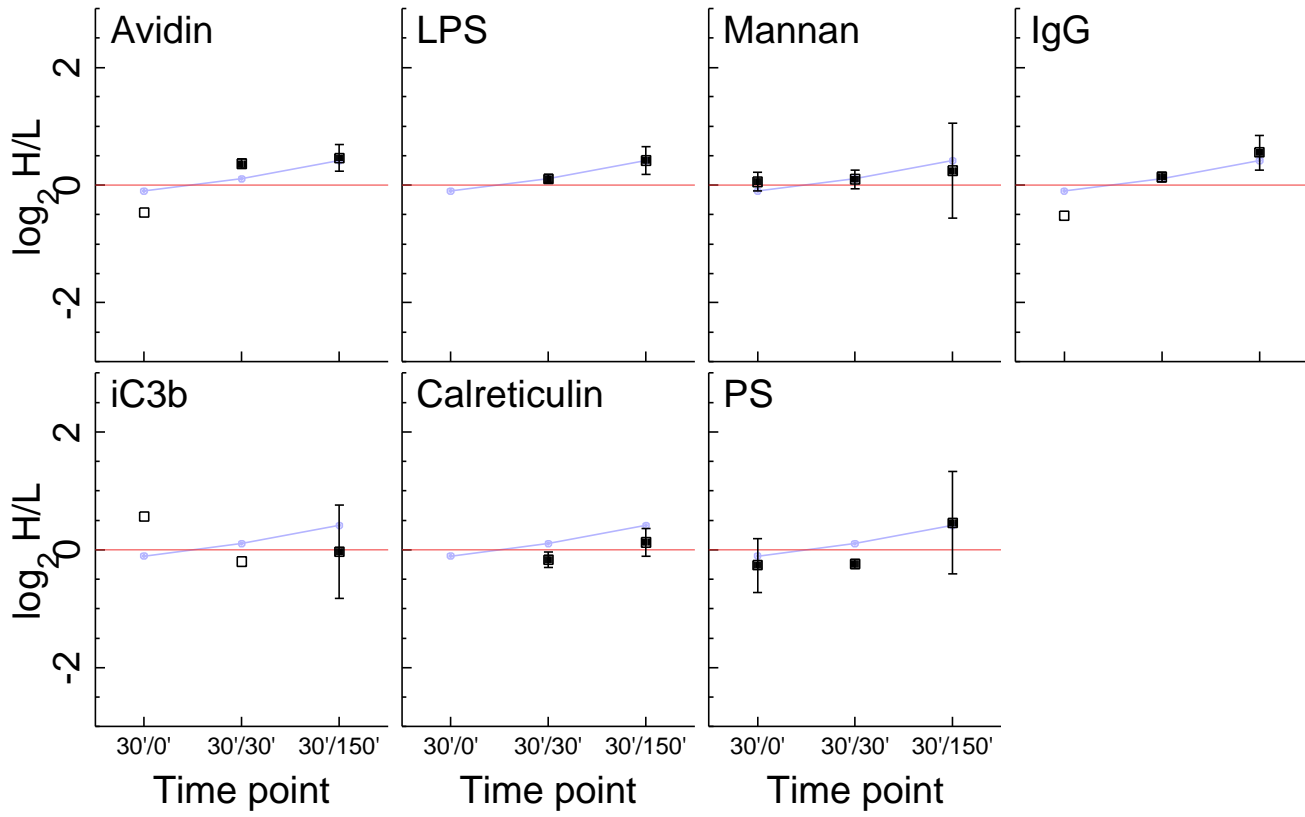 Avidin
LPS
Mannan
IgG
2
0
-2
log2 H/L
iC3b
Calreticulin
PS
2
0
-2
log2 H/L
30'/0' 30'/30' 30'/150'
30'/0' 30'/30' 30'/150'
30'/0' 30'/30' 30'/150'
Time point
Time point
Time point